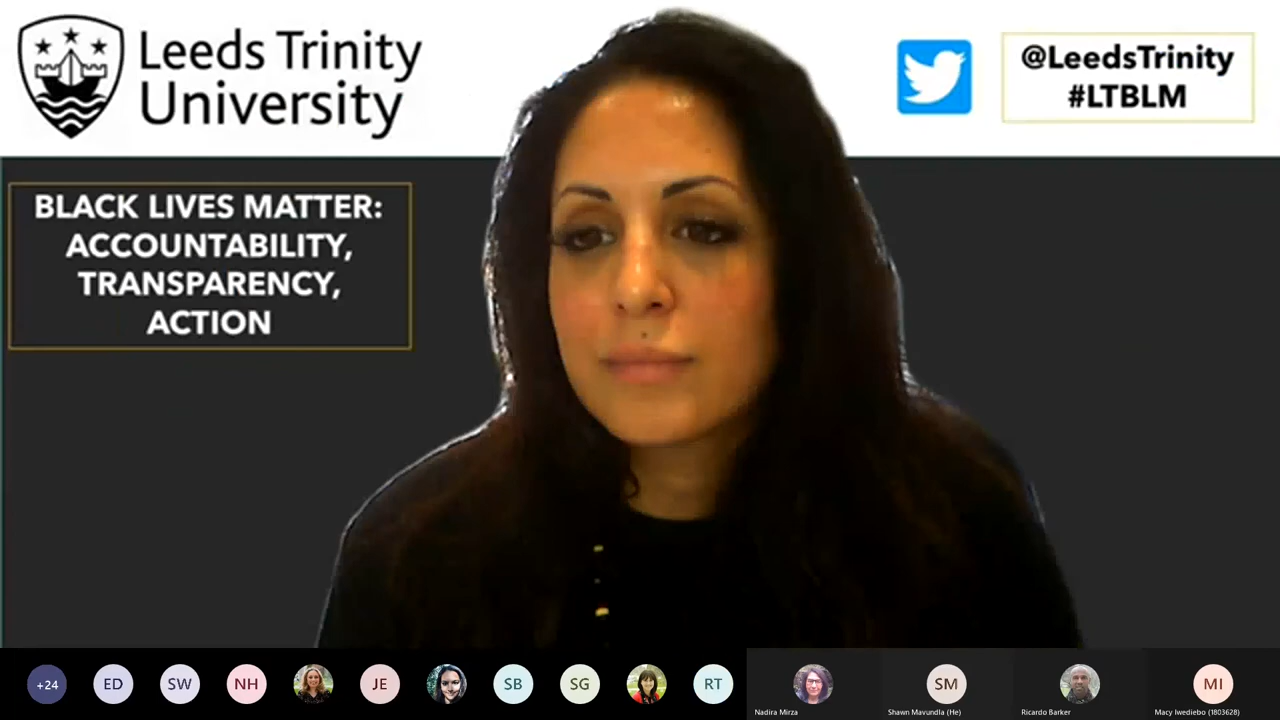 Leeds Trinity
University
@LeedsTrinity
#LTBLM
BLACK LIVES MATTER:
ACCOUNTABILITY,
TRANSPARENCY,
ACTION
+24
ED
SW
NH
JE
SB
SG
RT
SM
MI
Nadira Mirza
Shawn Mavundla (He)
Ricardo Barker
Macy Iwediebo (1803628)